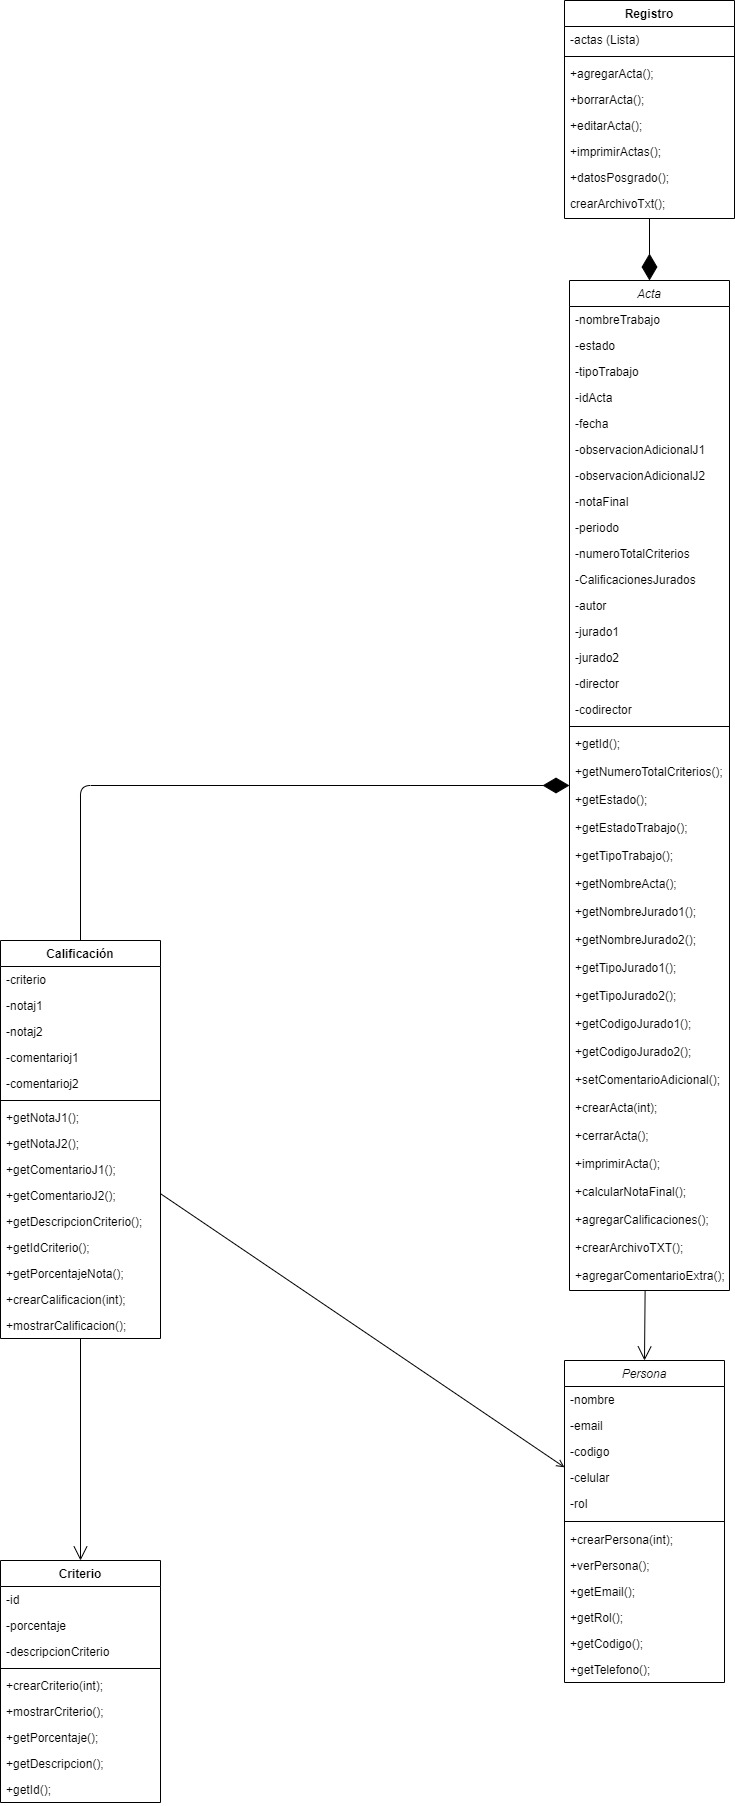 Registro
-actas (Lista)
+agregarActa();
+borrarActa();
+editarActa();
+imprimirActas();
+datosPosgrado();
crearArchivoTxt();
Acta
-nombreTrabajo
-estado
-tipoTrabajo
-idActa
-fecha
-observacionAdicionalJ1
-observacionAdicionalJ2
-notaFinal
-periodo
-numeroTotalCriterios
-CalificacionesJurados
-autor
-jurado1
-jurado2
-director
-codirector
+getId();
+getNumeroTotalCriterios();
+getEstado();
+getEstadoTrabajo();
+getTipoTrabajo();
+getNombreActa();
+getNombreJurado1();
+getNombreJurado2();
+getTipoJurado1();
+getTipoJurado2();
+getCodigoJurado1();
+getCodigoJurado2();
+setComentarioAdicional();
+crearActa(int);
+cerrarActa();
+imprimirActa();
+calcularNotaFinal();
+agregarCalificaciones();
+crearArchivoTXT();
+agregarComentarioExtra();
Calificación
-criterio
-notaj1
-notaj2
-comentarioj1
-comentarioj2
+getNotaJ1();
+getNotaJ2();
+getComentarioJ1();
+getComentarioJ2();
+getDescripcionCriterio();
+getIdCriterio();
+getPorcentajeNota();
+crearCalificacion(int);
+mostrarCalificacion();
Persona
-nombre
-email
-codigo
-celular
-rol
+crearPersona(int);
+verPersona();
+getEmail();
+getRol();
+getCodigo();
+getTelefono();
Criterio
-id
-porcentaje
-descripcionCriterio
+crearCriterio(int);
+mostrarCriterio();
+getPorcentaje();
+getDescripcion();
+getId();